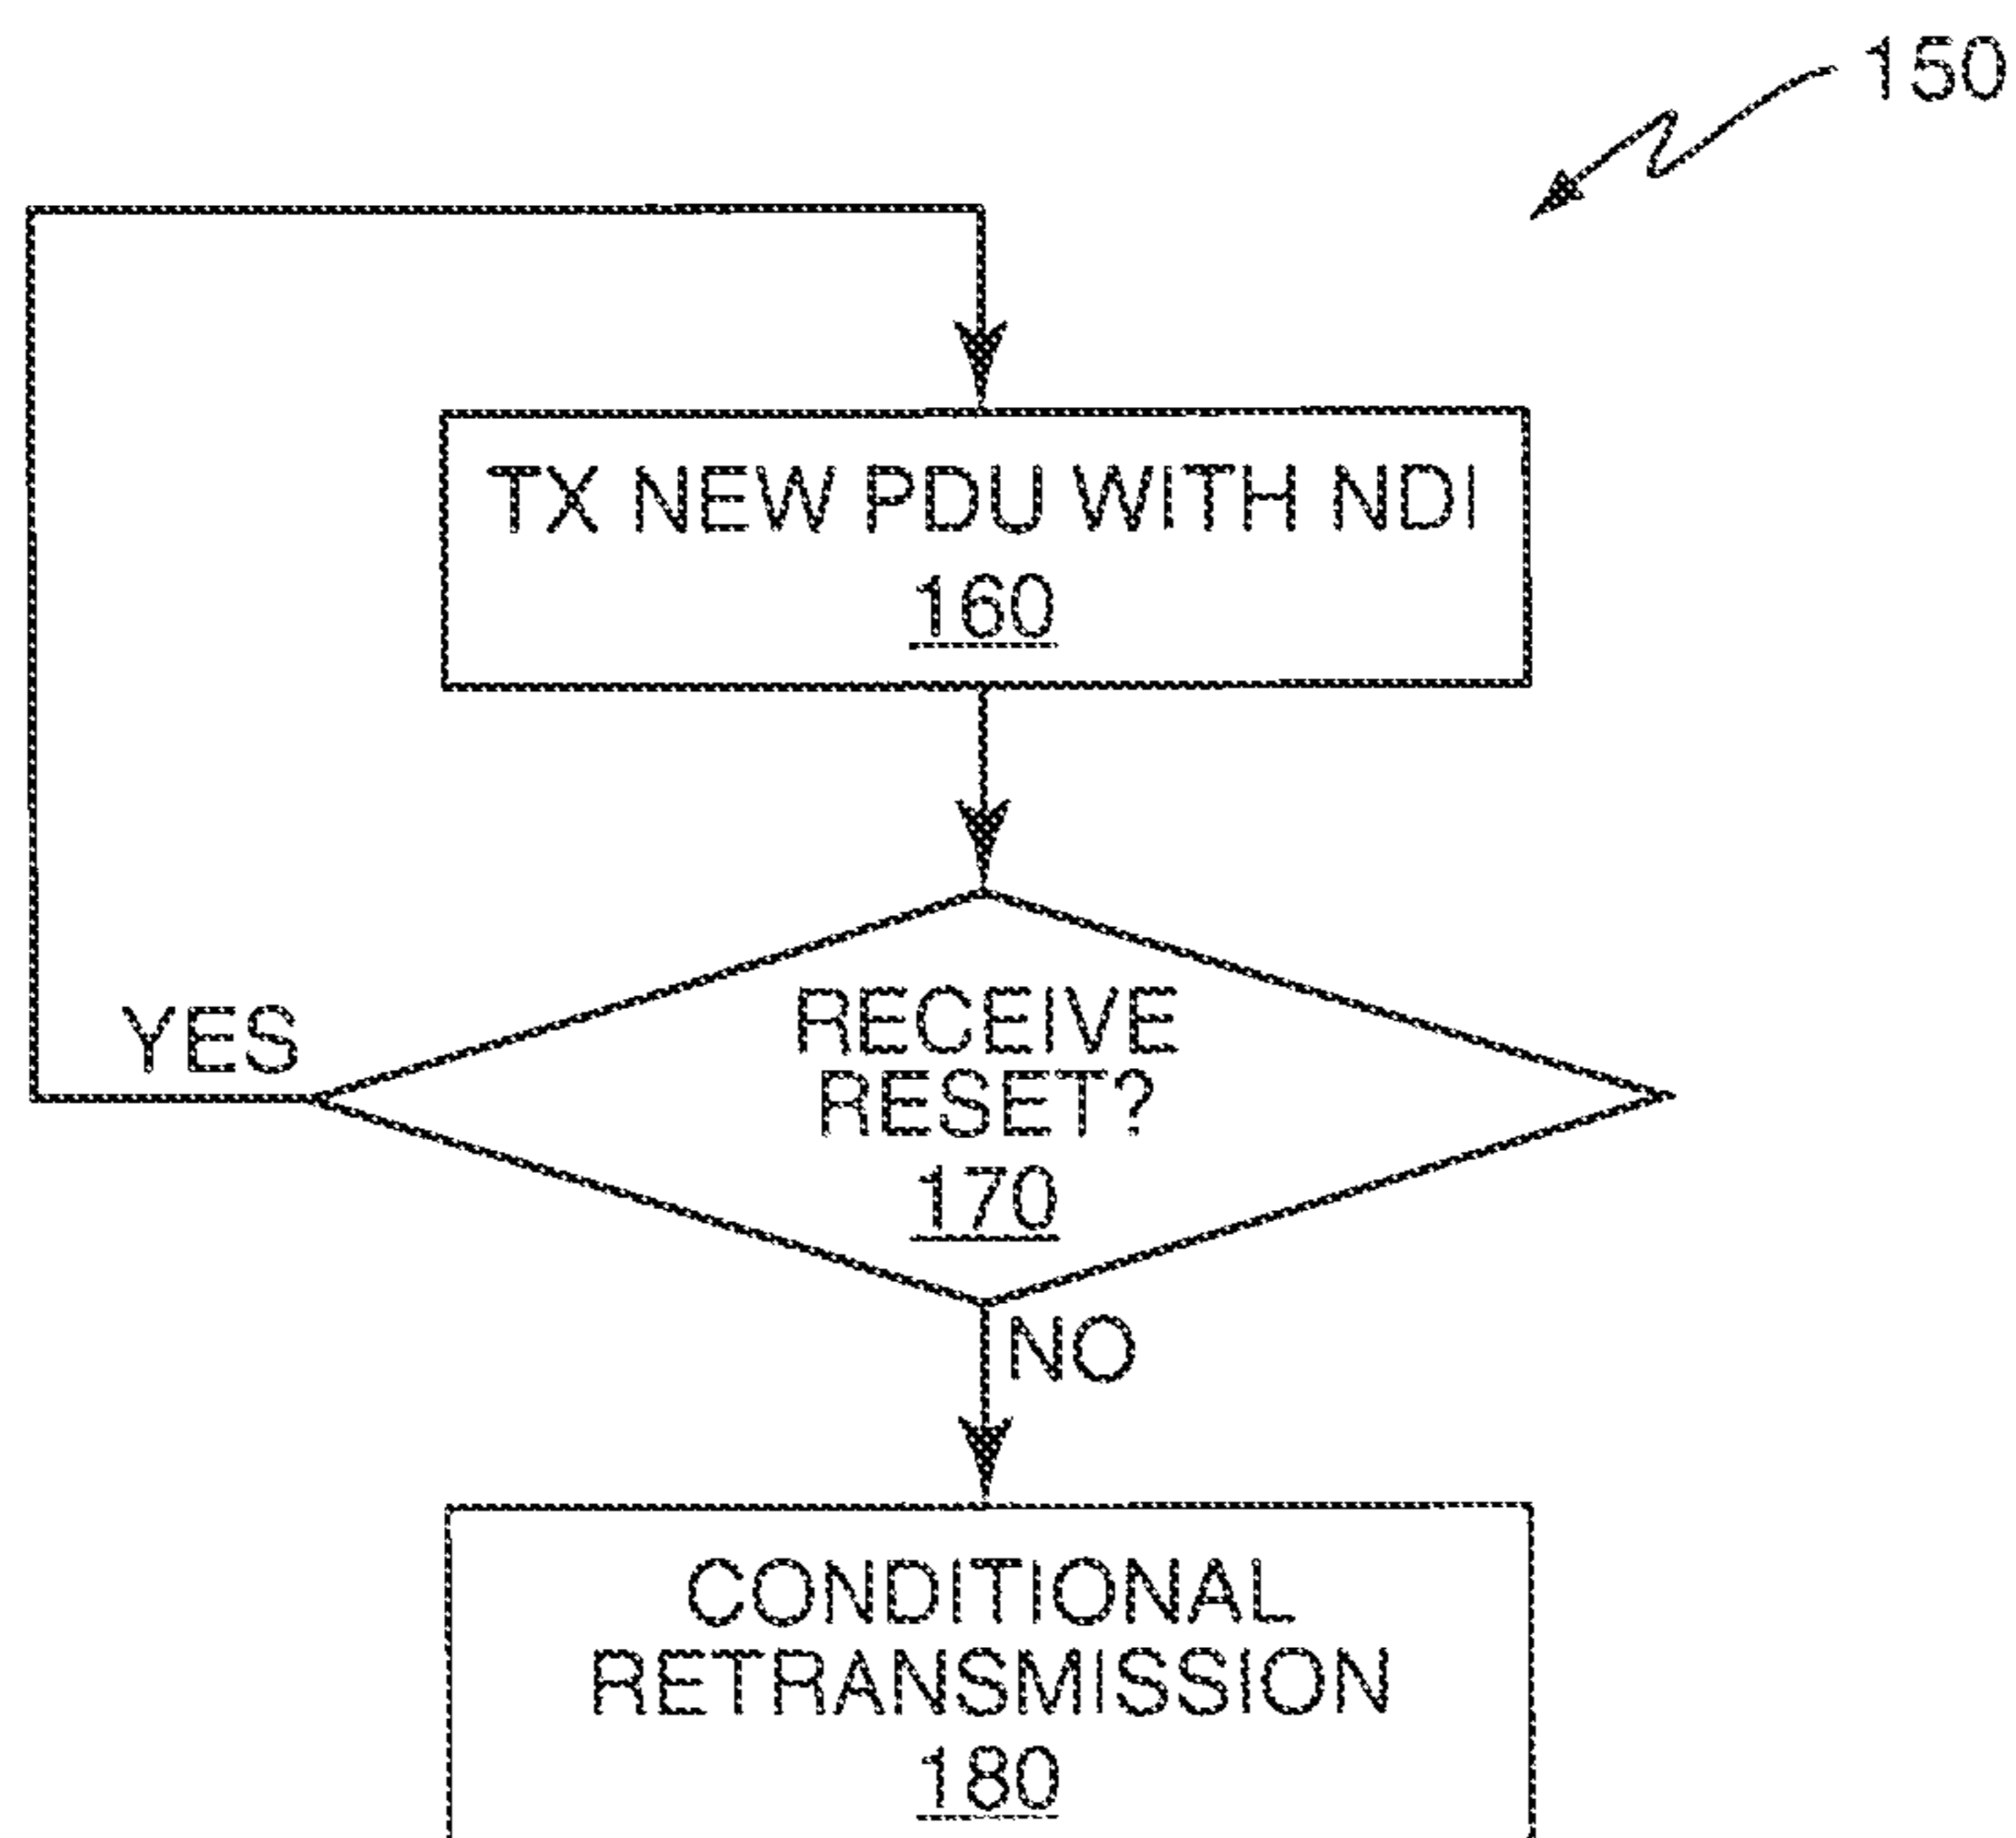 150
TX NEW PDU WITH NDI
160
YES
RECEIVE
RESET?
170
NO
CONDITIONAL
RETRANSMISSION
180